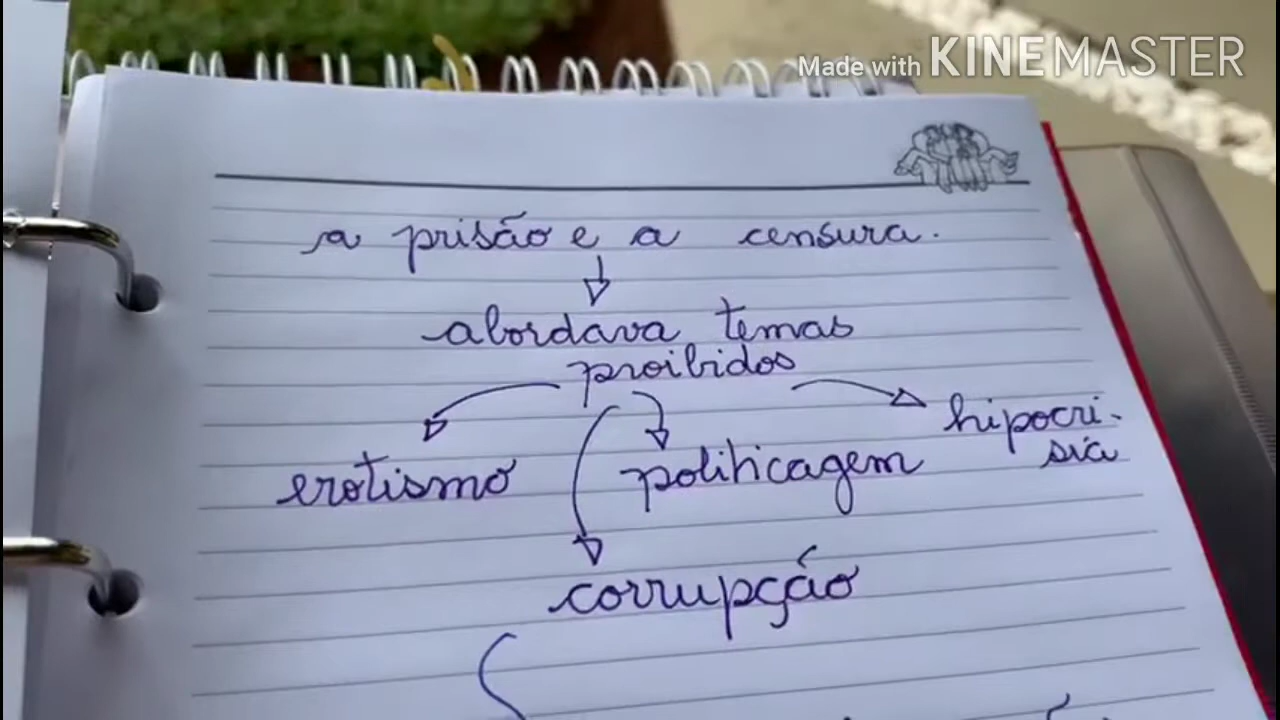 Made with KINEMASTER
a prisão e a censura.
abordava temas
proibidos
hipocri-
sia
erotismo
politicagem
corrupção